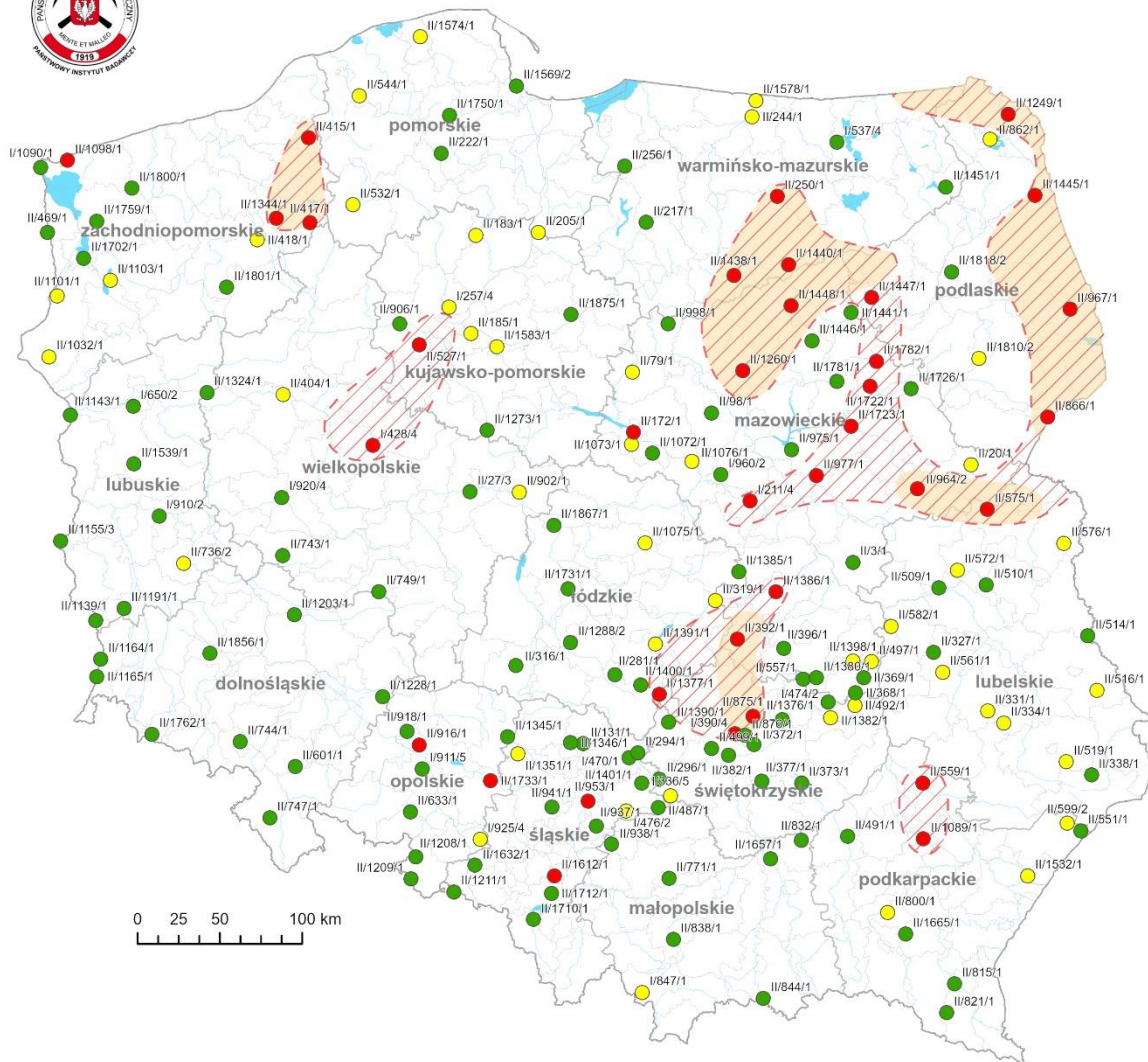 PAŃS
CZNY
MENTE ET MALLEO
1919
PAŃSTWOWY INSTYTUT BADAWCZY
II/1574/1
II/544/1
II/1569/2
II/1750/1
pomorskie
II/222/1
II/415/1
II/1578/1
II/244/1
I/537/4
II/1249/1
II/862/1
I/1090/1
II/1098/1
II/1800/1
II/256/1
warmińsko-mazurskie
II/1451/1
II/1445/1
II/250/1
II/532/1
II/1344/1
II/417/1
II/469/1
II/1759/1
zachodniopomorskie
II/418/1
II/183/1
II/205/1
II/217/1
II/1702/1
II/1103/1
II/1101/1
II/1801/1
II/1438/1
II/1440/1
II/1448/1
II/1447/1
II/1441/1
II/1818/2
podlaskie
II/967/1
II/906/1
I/257/4
II/185/1
II/1583/1
II/1875/1
II/998/1
II/1446/1
II/1032/1
II/527/1
kujawsko-pomorskie
II/79/1
II/1260/1
II/1782/1
II/1781/1
II/1810/2
II/1143/1
I/650/2
II/1324/1
II/404/1
II/1722/1
II/1726/1
II/98/1
mazowieckie
II/1723/1
II/866/1
II/1273/1
II/172/1
II/1073/1
II/1072/1
II/1076/1
II/975/1
I/428/4
wielkopolskie
II/1539/1
lubuskie
I/960/2
II/977/1
II/20/1
I/920/4
II/27/3
II/902/1
I/211/4
II/964/2
II/575/1
I/910/2
II/1155/3
II/1867/1
II/1075/1
II/743/1
II/736/2
II/576/1
II/3/1
II/572/1
II/1385/1
II/509/1
II/510/1
II/749/1
II/1731/1
łódzkie
II/1386/1
II/319/1
II/1191/1
II/1139/1
II/1203/1
II/582/1
II/514/1
II/1288/2
II/1391/1
II/392/1
II/396/1
II/1398/1
II/497/1
II/327/1
II/1164/1
II/1856/1
II/316/1
II/281/1
II/1400/1
II/1377/1
II/557/1
II/1380/1
II/369/1
II/561/1
lubelskie
II/1165/1
dolnośląskie
I/474/2
II/368/1
II/492/1
II/516/1
II/1228/1
II/1390/1
I/390/4
II/875/1
II/876/1
II/1376/1
II/1382/1
II/331/1
II/334/1
II/1762/1
II/744/1
II/918/1
II/916/1
II/1345/1
II/131/1
II/1346/1
II/294/1
II/499/1
II/372/1
II/601/1
I/911/5
opolskie
II/1351/1
I/470/1
II/382/1
II/519/1
II/338/1
II/1733/1
II/1401/1
II/296/1
II/377/1
II/373/1
świętokrzyskie
II/559/1
II/747/1
II/633/1
II/941/1
II/953/1
II/487/1
II/937/1
I/476/2
II/599/2
II/551/1
I/925/4
śląskie
II/938/1
II/832/1
II/491/1
II/1089/1
II/1208/1
II/1632/1
II/1657/1
II/1209/1
II/1211/1
II/1612/1
II/771/1
podkarpackie
II/1532/1
II/1712/1
II/1710/1
małopolskie
II/800/1
II/1665/1
II/838/1
0 25 50 100 km
I/847/1
II/844/1
II/815/1
II/821/1